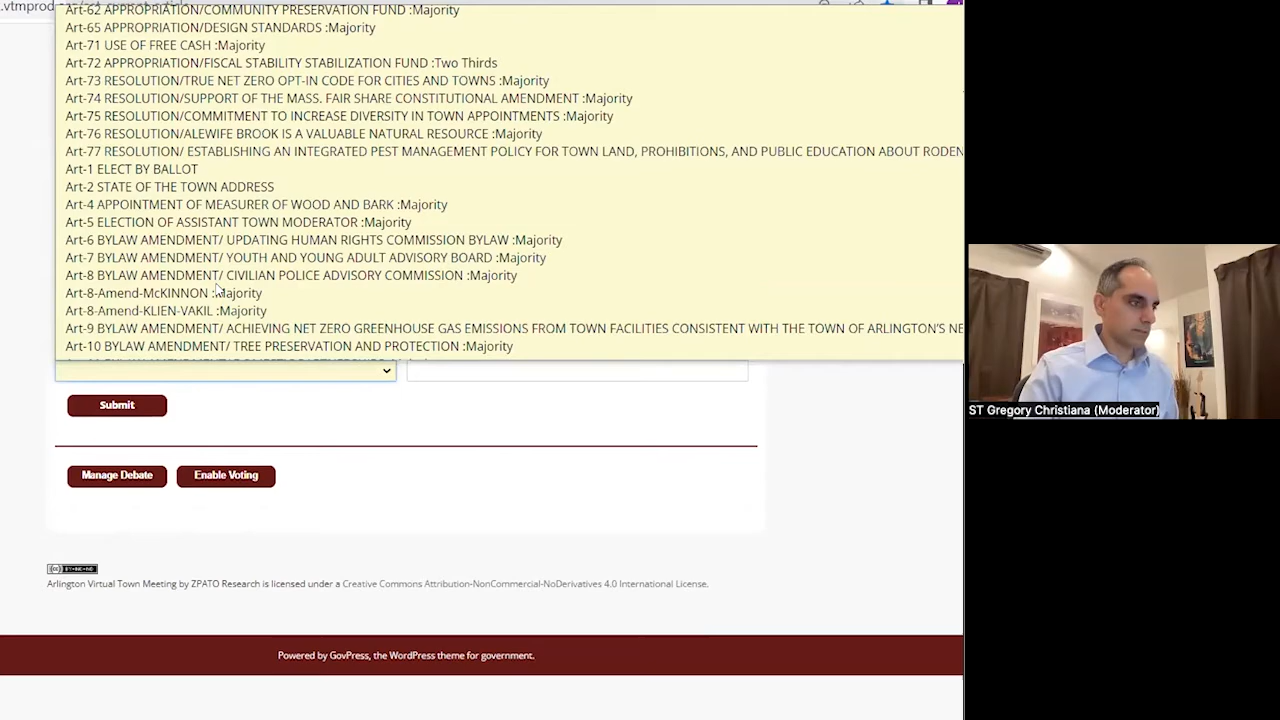 .vtmprod
Art-62 APPROPRIATION/COMMUNITY PRESERVATION FUND :Majority
Art-65 APPROPRIATION/DESIGN STANDARDS :Majority
Art-71 USE OF FREE CASH :Majority
Art-72 APPROPRIATION/FISCAL STABILITY STABILIZATION FUND :Two Thirds
Art-73 RESOLUTION/TRUE NET ZERO OPT-IN CODE FOR CITIES AND TOWNS :Majority
Art-74 RESOLUTION/SUPPORT OF THE MASS. FAIR SHARE CONSTITUTIONAL AMENDMENT :Majority
Art-75 RESOLUTION/COMMITMENT TO INCREASE DIVERSITY IN TOWN APPOINTMENTS :Majority
Art-76 RESOLUTION/ALEWIFE BROOK IS A VALUABLE NATURAL RESOURCE :Majority
Art-77 RESOLUTION/ ESTABLISHING AN INTEGRATED PEST MANAGEMENT POLICY FOR TOWN LAND, PROHIBITIONS, AND PUBLIC EDUCATION ABOUT RODEN
Art-1 ELECT BY BALLOT
Art-2 STATE OF THE TOWN ADDRESS
Art-4 APPOINTMENT OF MEASURER OF WOOD AND BARK :Majority
Art-5 ELECTION OF ASSISTANT TOWN MODERATOR :Majority
Art-6 BYLAW AMENDMENT/ UPDATING HUMAN RIGHTS COMMISSION BYLAW :Majority
Art-7 BYLAW AMENDMENT/ YOUTH AND YOUNG ADULT ADVISORY BOARD :Majority
Art-8 BYLAW AMENDMENT/ CIVILIAN POLICE ADVISORY COMMISSION :Majority
Art-8-Amend-McKINNON :Majority
Art-8-Amend-KLIEN-VAKIL :Majority
Art-9 BYLAW AMENDMENT/ ACHIEVING NET ZERO GREENHOUSE GAS EMISSIONS FROM TOWN FACILITIES CONSISTENT WITH THE TOWN OF ARLINGTON'S NE
Art-10 BYLAW AMENDMENT/ TREE PRESERVATION AND PROTECTION :Majority
Submit
Manage Debate Enable Voting
ST Gregory Christiana (Moderator)
Arlington Virtual Town Meeting by ZPATO Research is licensed under a Creative Commons Attribution-NonCommercial-NoDerivatives 4.0 International License.
Powered by GovPress, the WordPress theme for government.